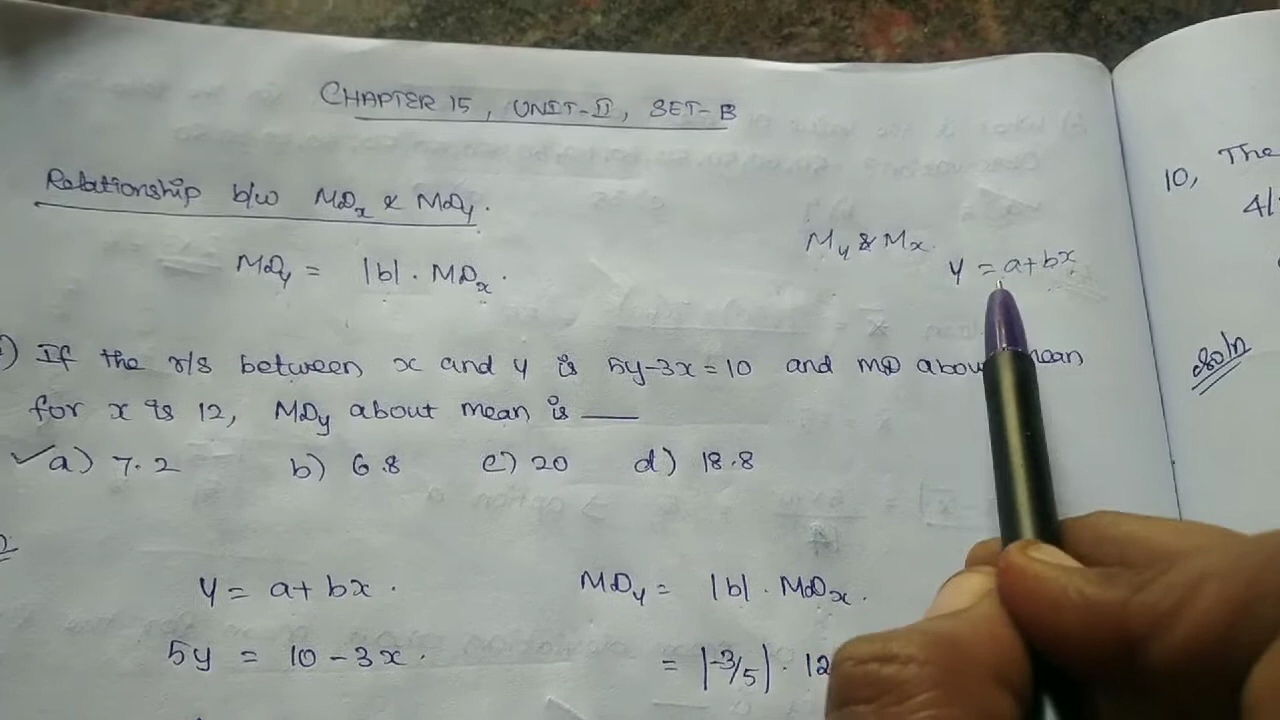 CHAPTER 15, UNIT-II, SET-B
Relationship b/w MDx & MDy.
My & Mx.
y = a+bx
MDy = |b| . MDx.
If the r/s between x and y is 5y-3x=10 and MD about mean
for x is 12, MDy about mean is ___
✓a) 7.2 b) 6.8 c) 20 d) 18.8
y = a+bx.
MDy = |b| . MDx.
5y = 10-3x.
= |-3/5| . 12
10, The
4/
Soln